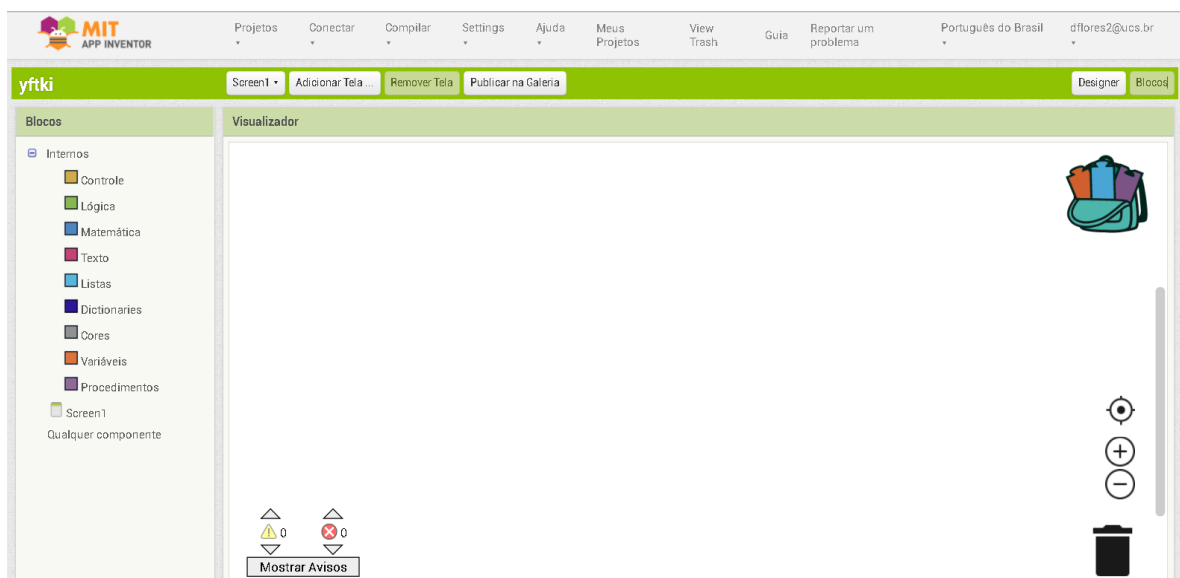 MIT
APP INVENTOR
Projetos
Conectar
Compilar
Settings
Ajuda
Meus
Projetos
View
Trash
Guia
Reportar um
problema
Português do Brasil
dflores2@ucs.br
yftki
Screen1
Adicionar Tela ...
Remover Tela
Publicar na Galeria
Designer
Blocos
Blocos
Visualizador
Internos
Controle
Lógica
Matemática
Texto
Listas
Dictionaries
Cores
Variáveis
Procedimentos
Screen1
Qualquer componente
0
0
Mostrar Avisos